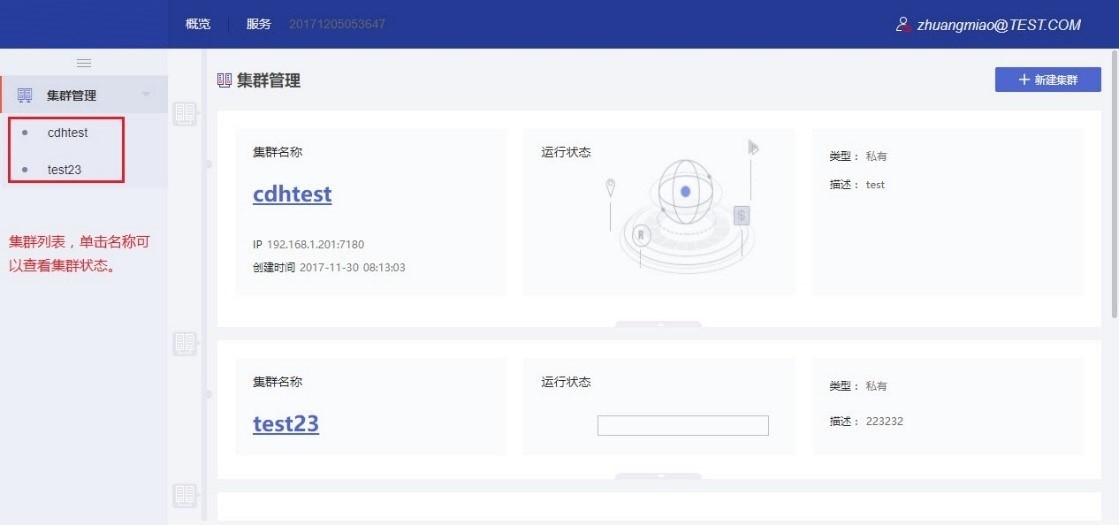 概览 服务 20171205053647 zhuangmiao@TEST.COM
集群管理
cdhtest
test23
集群列表，单击名称可
以查看集群状态。
集群管理 + 新建集群
集群名称 运行状态 类型： 私有
cdhtest 描述： test
IP 192.168.1.201:7180
创建时间 2017-11-30 08:13:03
R
$
集群名称 运行状态 类型： 私有
test23 描述： 223232